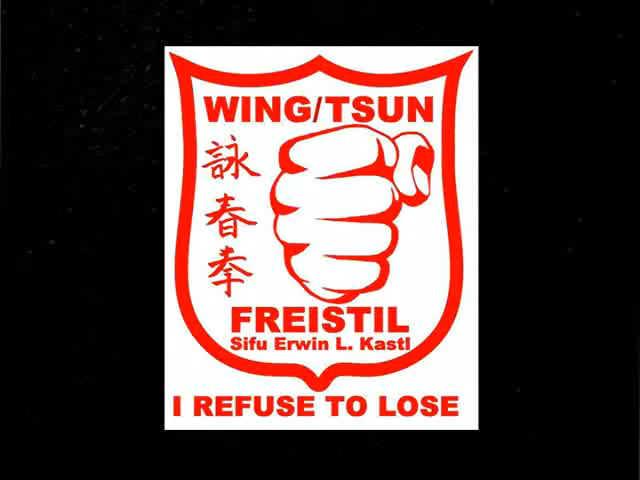 WING/TSUN
詠春拳
FREISTIL
Sifu Erwin L. Kastl
I REFUSE TO LOSE